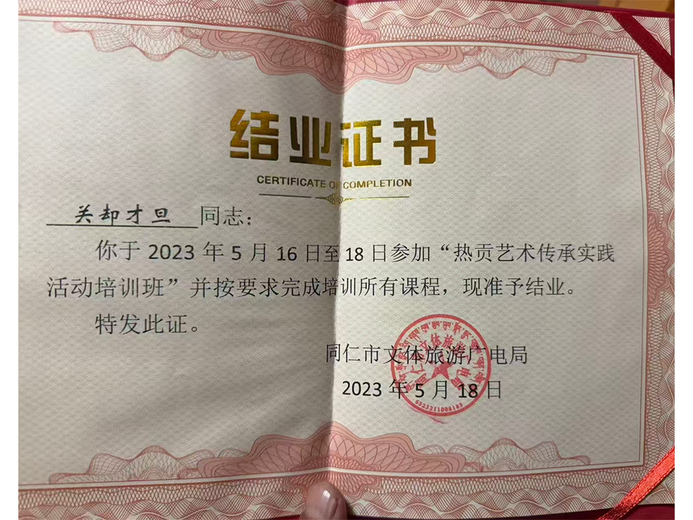 结业证书
CERTIFICATE OF COMPLETION
关却才旦 同志：
你于 2023 年 5 月 16 日至 18 日参加“热贡艺术传承实践
活动培训班”并按要求完成培训所有课程，现准予结业。
特发此证。
同仁市文体旅游广电局
2023 年 5 月 18 日